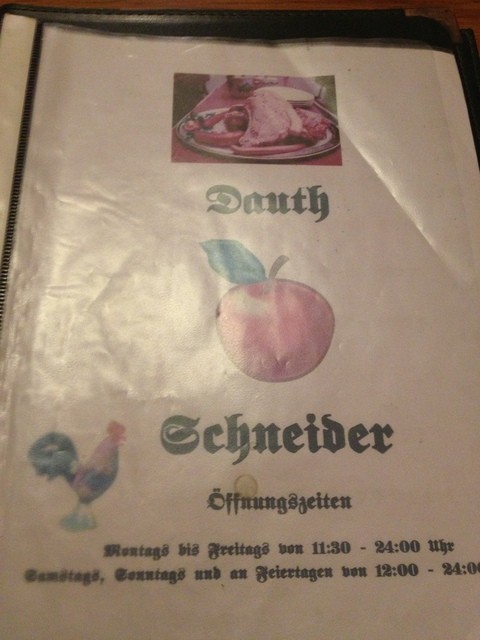 Dauth
Schneider
Öffnungszeiten
Montags bis Freitags von 11:30 - 24:00 Uhr
Samstags, Sonntags und an Feiertagen von 12:00 - 24:00